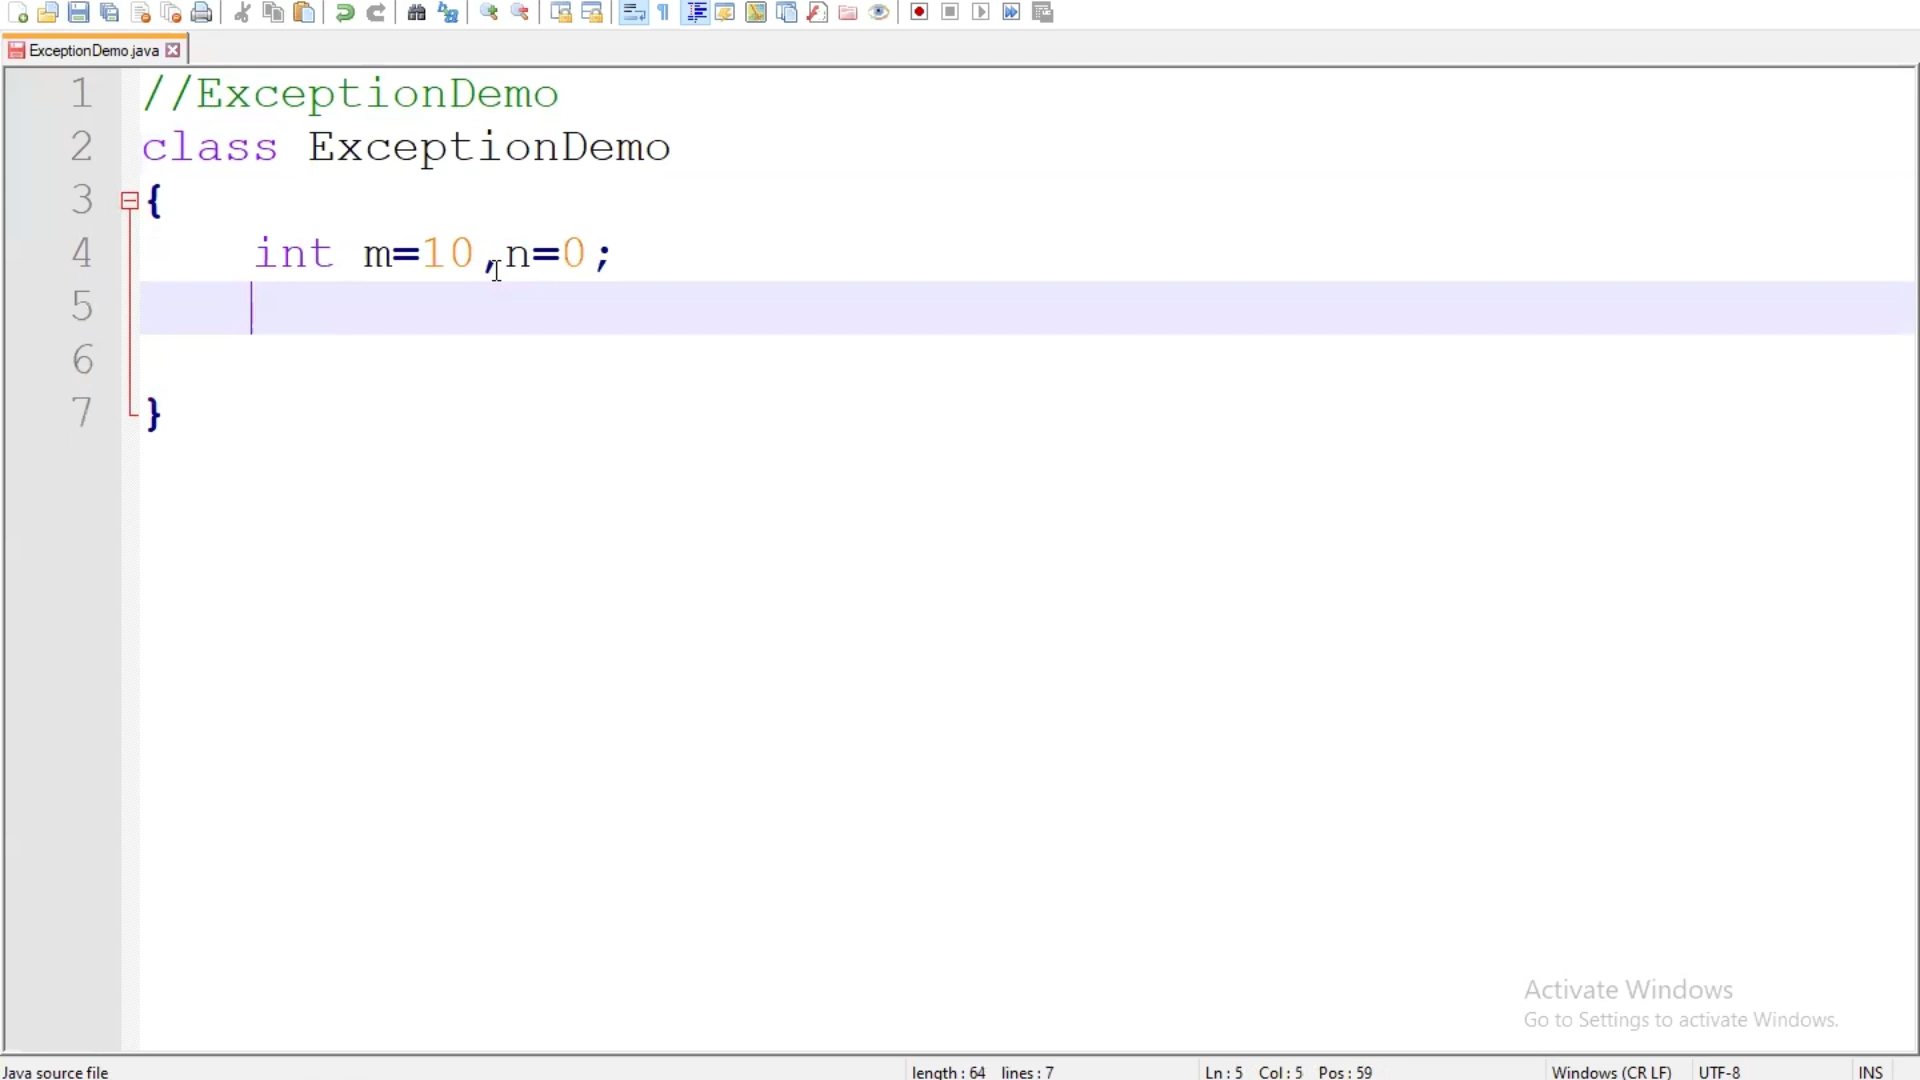 ExceptionDemo.java
1 //ExceptionDemo
2 class ExceptionDemo
3 {
4 int m=10,n=0;
5
6
7 }
Activate Windows
Go to Settings to activate Windows.
Java source file length : 64 lines : 7 Ln : 5 Col : 5 Pos : 59 Windows (CR LF) UTF-8 INS